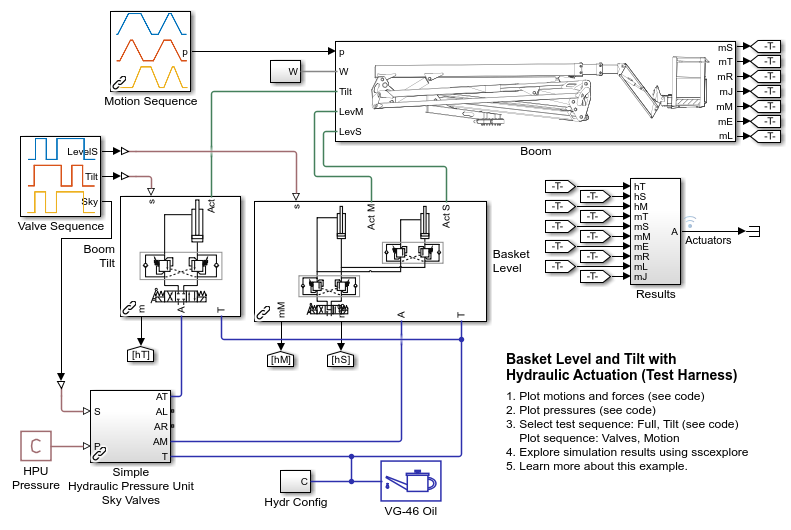 p
Motion Sequence
W
p
W
Tilt
LevM
LevS
Boom
mS
mT
mR
mJ
mM
mE
mL
-T-
-T-
-T-
-T-
-T-
-T-
-T-
LevelS
Tilt
Sky
Valve Sequence
s
Act
m
A
T
Boom
Tilt
[hT]
s
Act M
Act S
mM
m
A
T
Basket
Level
[hM]
[hS]
-T-
-T-
-T-
-T-
-T-
-T-
-T-
-T-
-T-
-T-
hT
hS
hM
mT
mS
mM
mE
mR
mL
mJ
A
Results
Actuators
S
P
AT
AL
AR
AM
T
Simple
Hydraulic Pressure Unit
Sky Valves
C
HPU
Pressure
C
Hydr Config
VG-46 Oil
Basket Level and Tilt with
Hydraulic Actuation (Test Harness)
1. Plot motions and forces (see code)
2. Plot pressures (see code)
3. Select test sequence: Full, Tilt (see code)
Plot sequence: Valves, Motion
4. Explore simulation results using sscexplore
5. Learn more about this example.